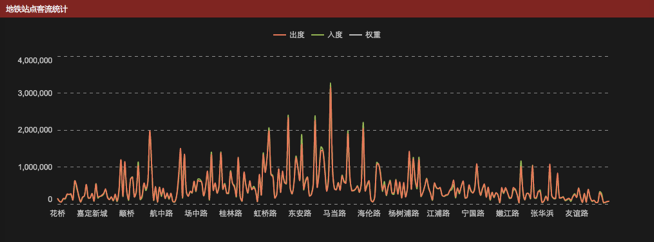 地铁站点客流统计
出度 入度 权重
4,000,000
3,000,000
2,000,000
1,000,000
0
花桥 嘉定新城 顺桥 航中路 场中路 桂林路 虹桥路 东安路 马当路 海伦路 杨树浦路 江浦路 宁国路 嫩江路 张华浜 友谊路